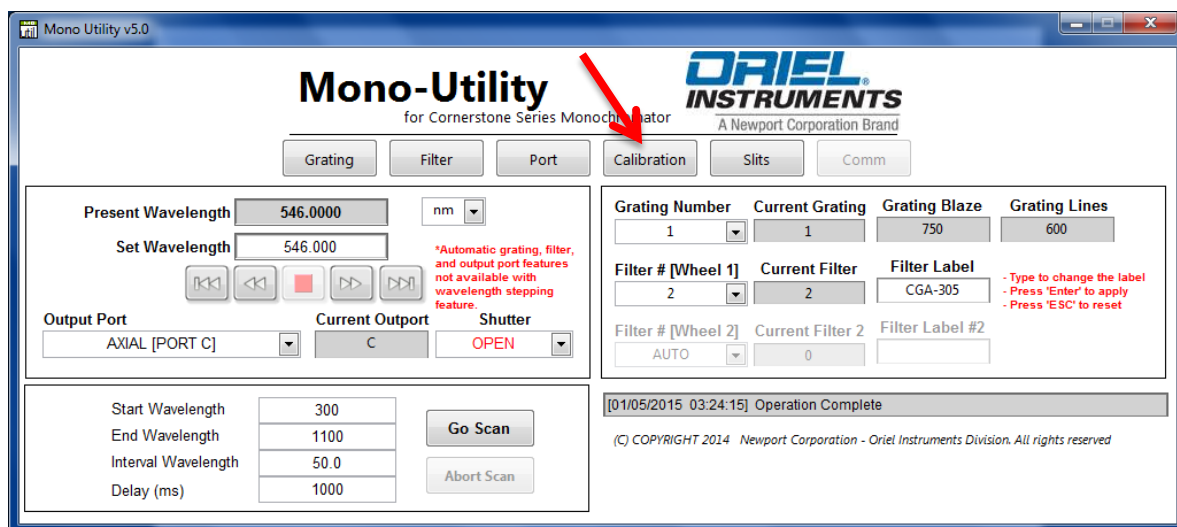 Mono Utility v5.0
Mono-Utility
for Cornerstone Series Monochromator
ORIEL
INSTRUMENTS
A Newport Corporation Brand
Grating Filter Port Calibration Slits Comm
Present Wavelength 546.0000 nm
Set Wavelength 546.000
*Automatic grating, filter,
and output port features
not available with
wavelength stepping
feature.
Output Port Current Outport Shutter
AXIAL [PORT C] C OPEN
Grating Number Current Grating Grating Blaze Grating Lines
1 1 750 600
Filter # [Wheel 1] Current Filter Filter Label
2 2 CGA-305
- Type to change the label
- Press 'Enter' to apply
- Press 'ESC' to reset
Filter # [Wheel 2] Current Filter 2 Filter Label #2
AUTO 0
Start Wavelength 300
End Wavelength 1100
Interval Wavelength 50.0
Delay (ms) 1000
Go Scan
Abort Scan
[01/05/2015 03:24:15] Operation Complete
(C) COPYRIGHT 2014 Newport Corporation - Oriel Instruments Division. All rights reserved